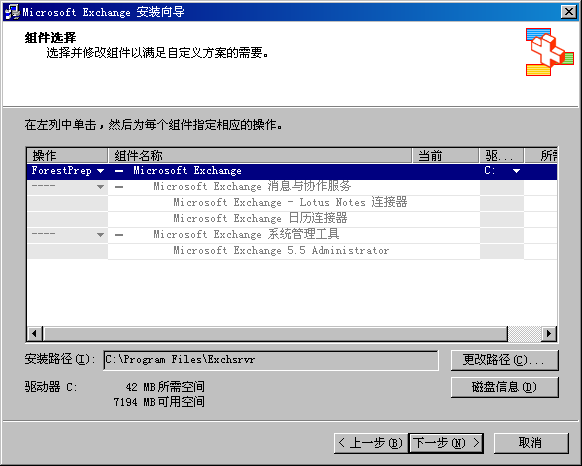 Microsoft Exchange 安装向导
组件选择
选择并修改组件以满足自定义方案的需要。
在左列中单击，然后为每个组件指定相应的操作。
操作 组件名称 当前 驱... 所需
ForestPrep Microsoft Exchange C:
---- Microsoft Exchange 消息与协作服务
Microsoft Exchange - Lotus Notes 连接器
Microsoft Exchange 日历连接器
---- Microsoft Exchange 系统管理工具
Microsoft Exchange 5.5 Administrator
安装路径(I): C:\Program Files\Exchsrvr 更改路径(C)...
驱动器 C: 42 MB 所需空间 磁盘信息(D)
7194 MB 可用空间
< 上一步(B) 下一步(N) > 取消